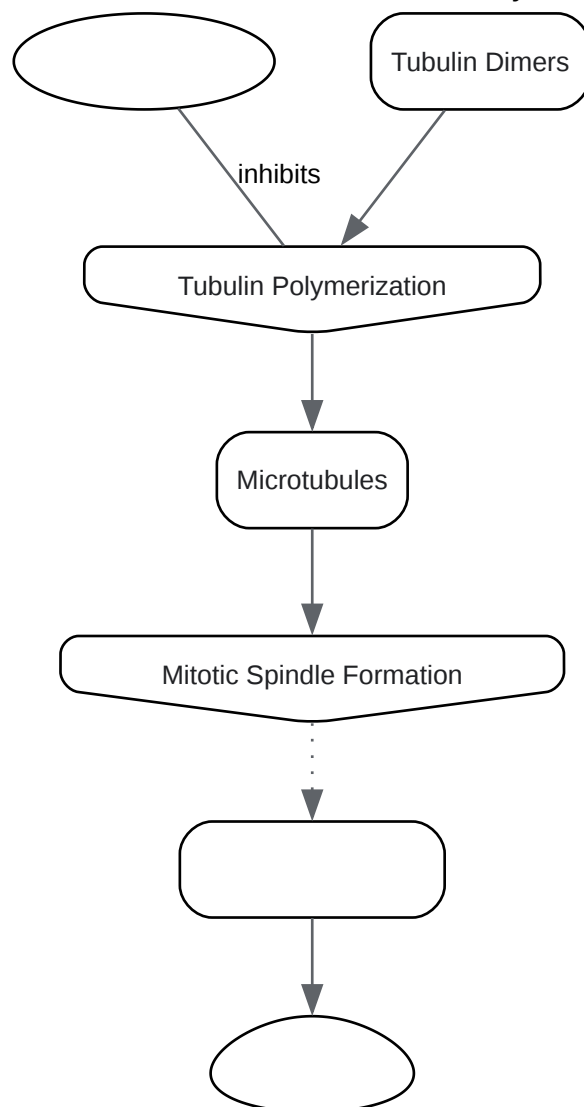 Tubulin Dimers
inhibits
Tubulin Polymerization
Microtubules
Mitotic Spindle Formation